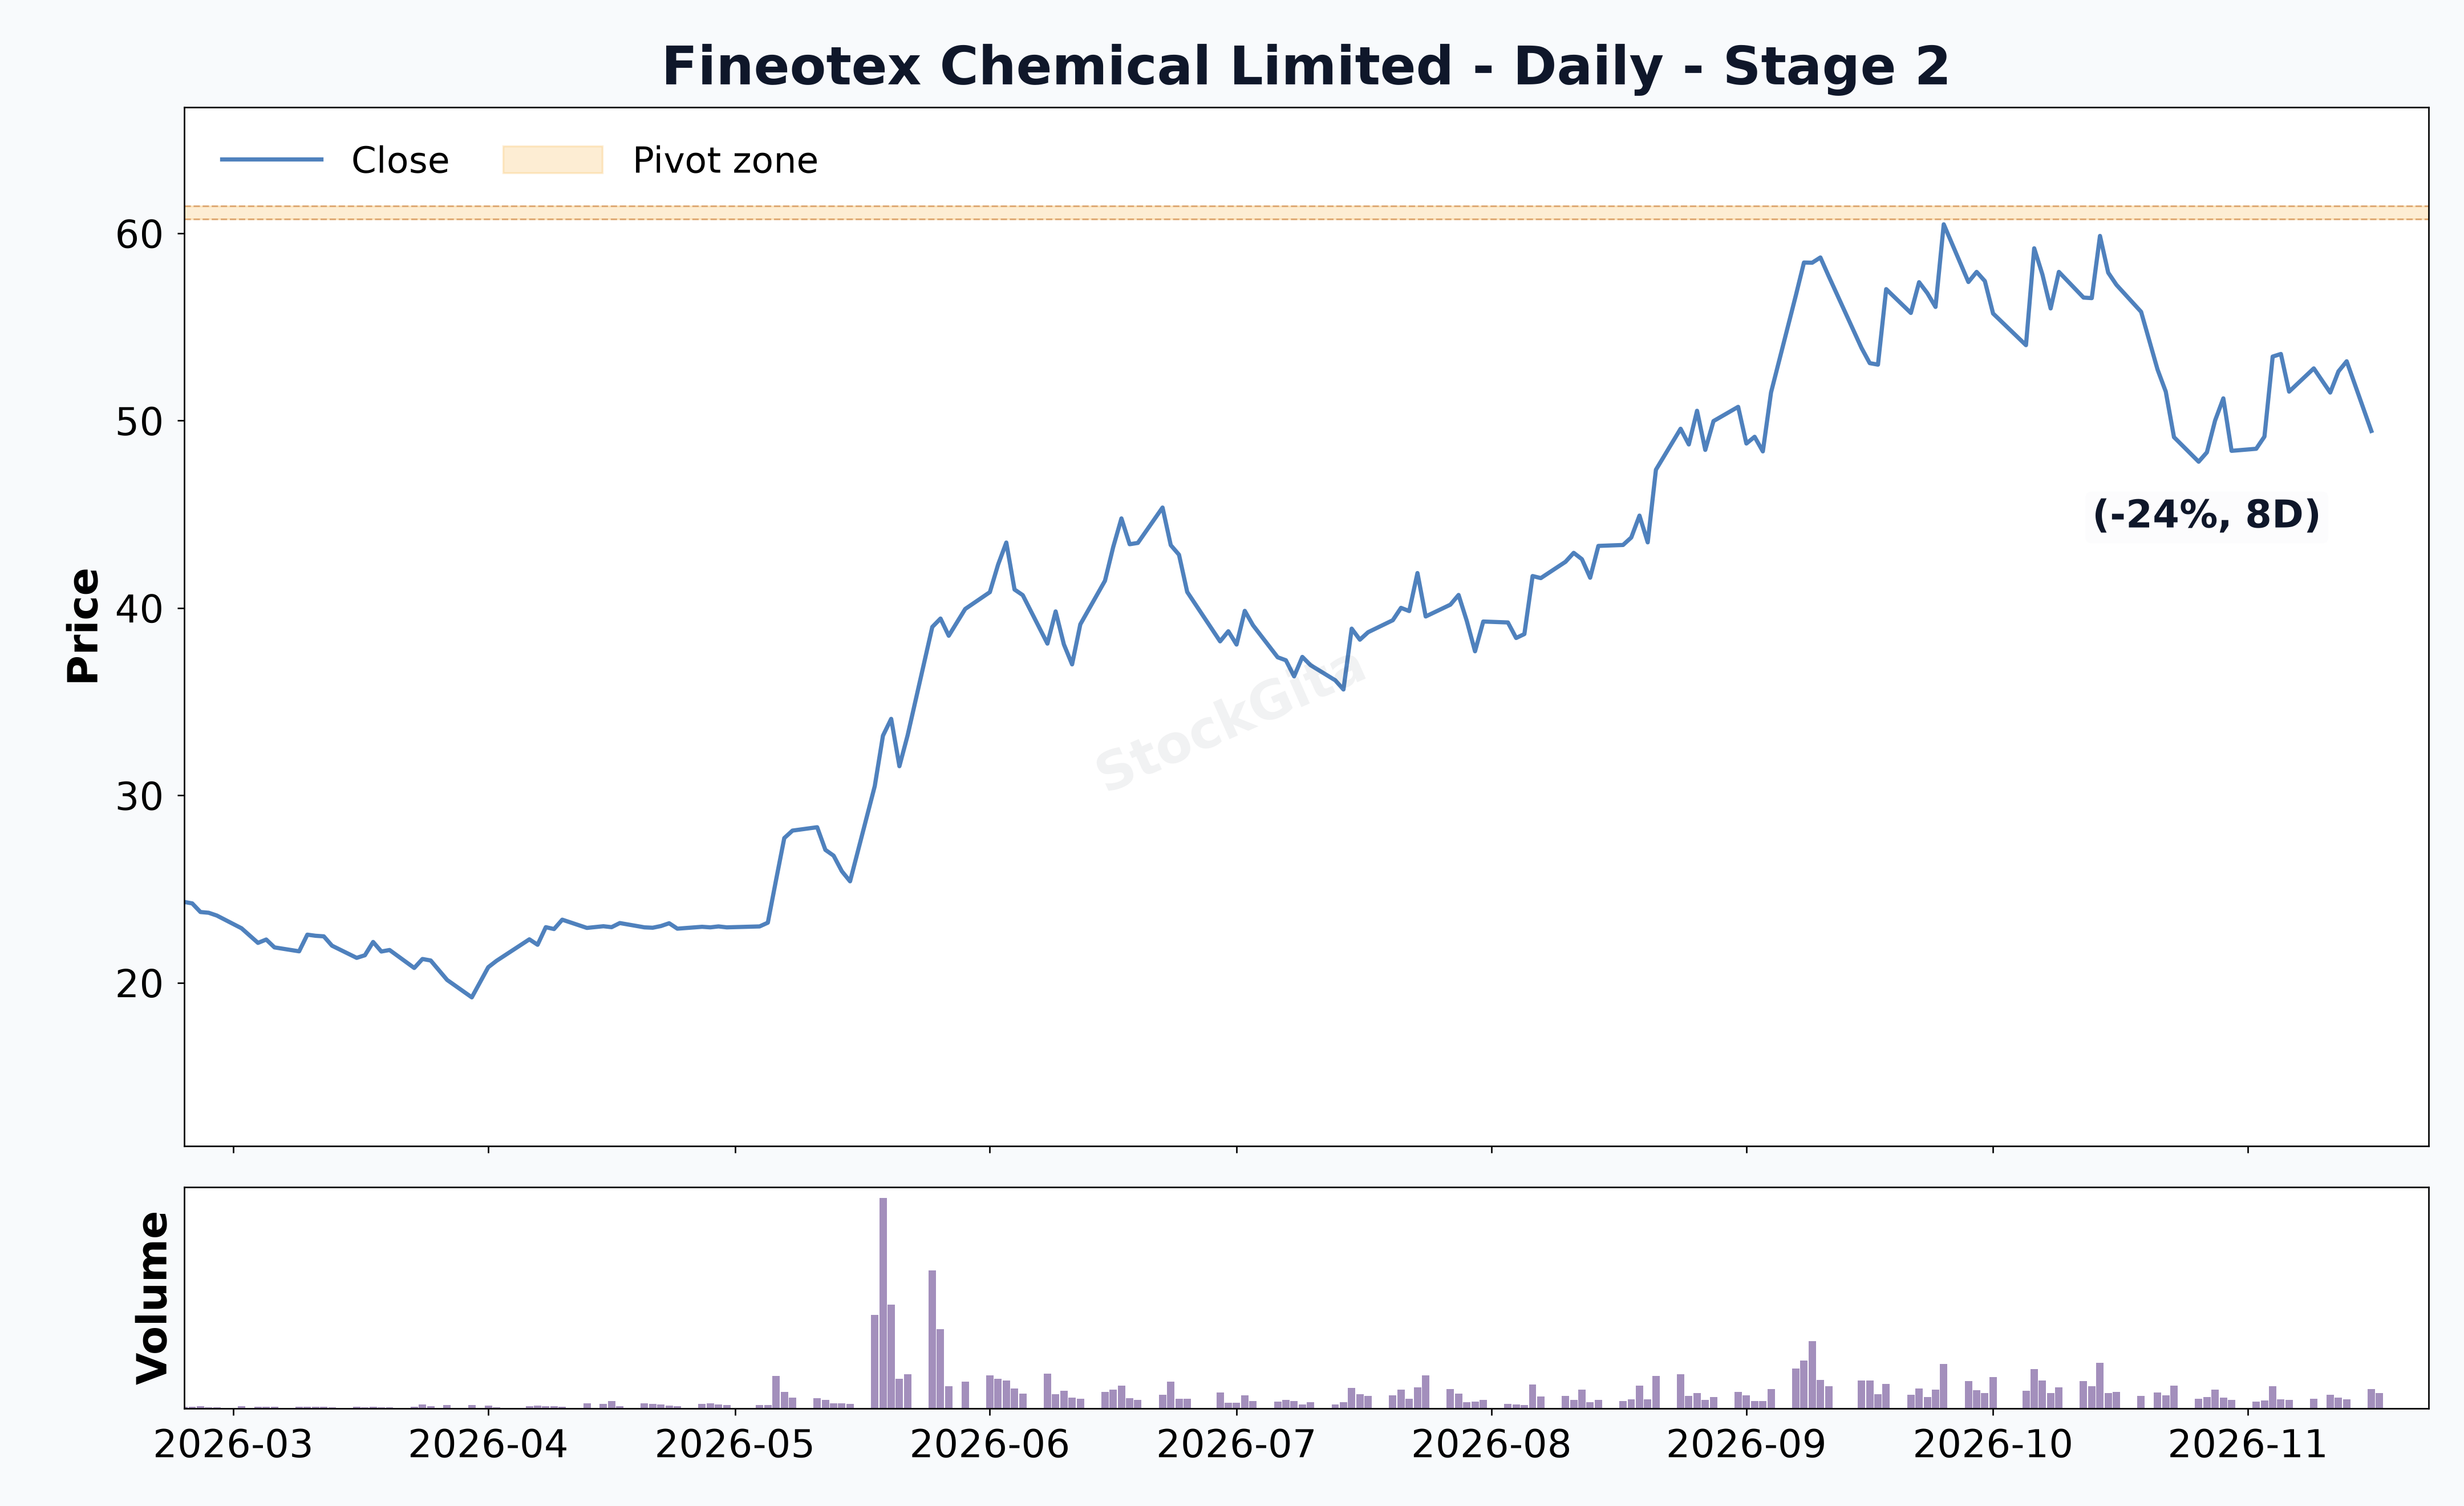 Fineotex Chemical Limited - Daily - Stage 2
Close
Pivot zone
60
50
40
30
20
Price
(-24%, 8D)
StockGita
Volume
2026-03 2026-04 2026-05 2026-06 2026-07 2026-08 2026-09 2026-10 2026-11